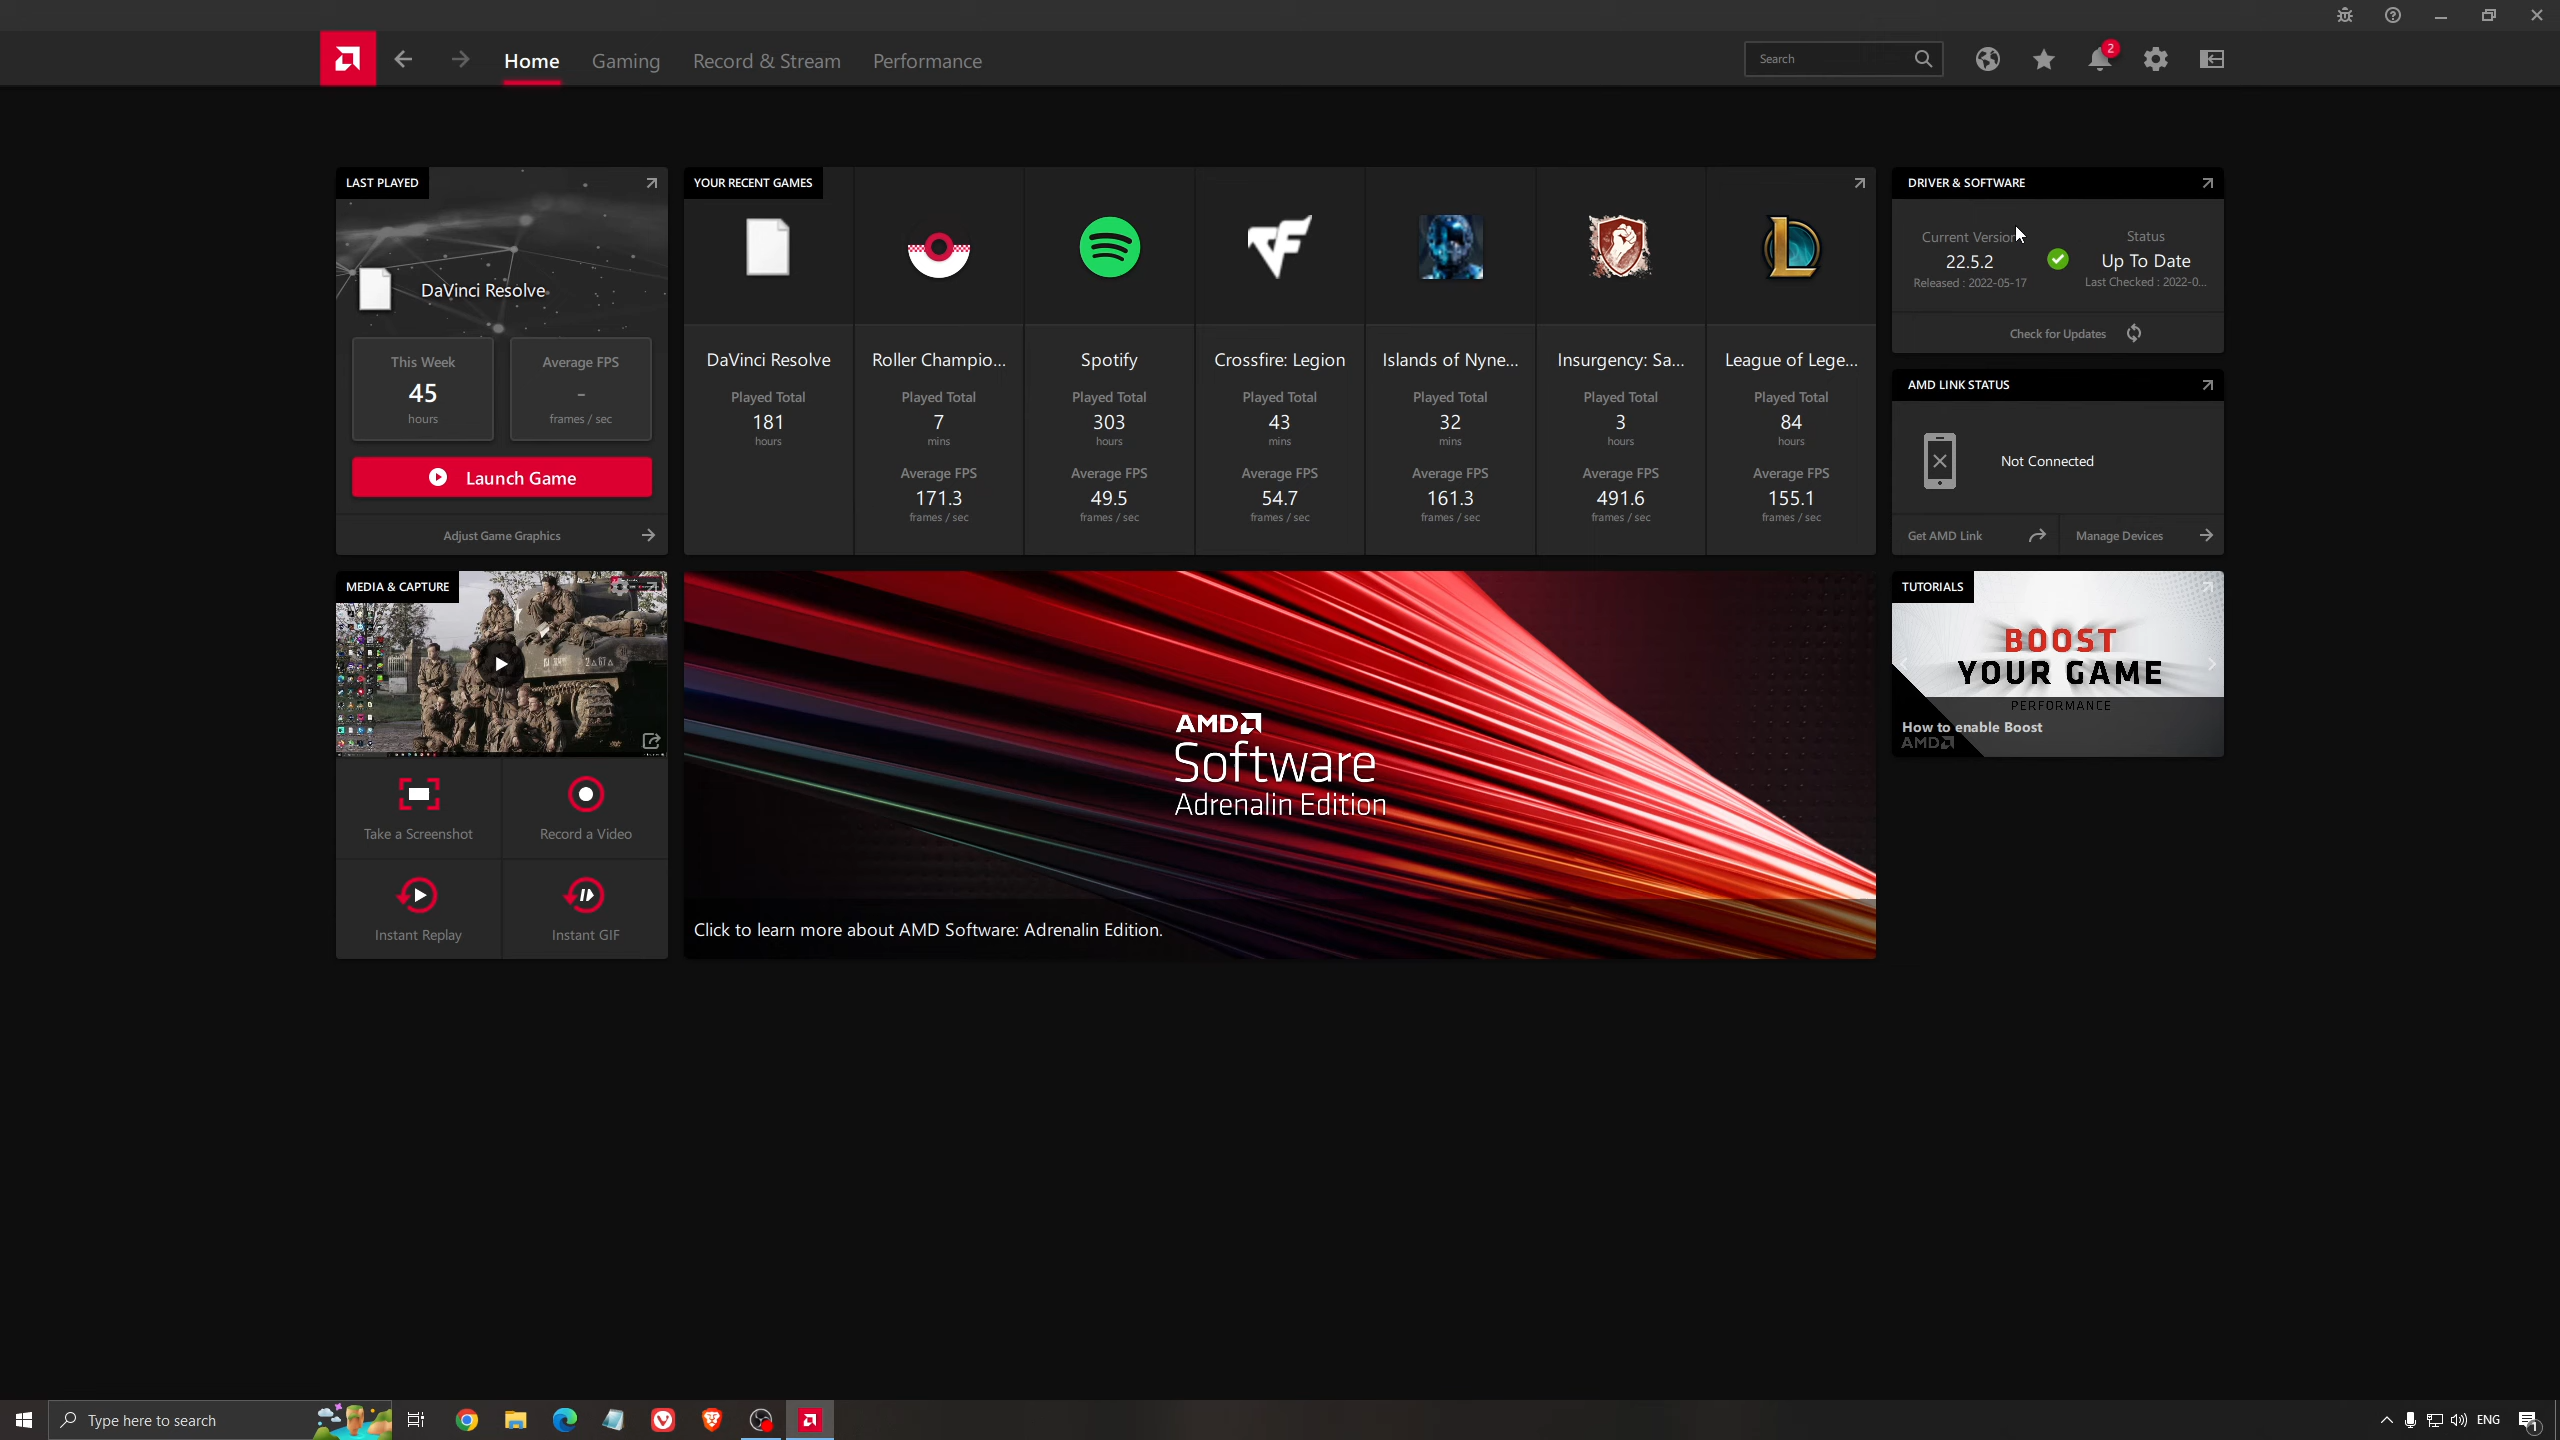 Home
Gaming
Record & Stream
Performance
Search
2
LAST PLAYED
DaVinci Resolve
This Week
45
hours
Average FPS
-
frames / sec
Launch Game
Adjust Game Graphics
YOUR RECENT GAMES
DaVinci Resolve
Played Total
181
hours
Roller Champio...
Played Total
7
mins
Average FPS
171.3
frames / sec
Spotify
Played Total
303
hours
Average FPS
49.5
frames / sec
Crossfire: Legion
Played Total
43
mins
Average FPS
54.7
frames / sec
Islands of Nyne...
Played Total
32
mins
Average FPS
161.3
frames / sec
Insurgency: Sa...
Played Total
3
hours
Average FPS
491.6
frames / sec
League of Lege...
Played Total
84
hours
Average FPS
155.1
frames / sec
DRIVER & SOFTWARE
Current Version
22.5.2
Released : 2022-05-17
Status
Up To Date
Last Checked : 2022-0...
Check for Updates
AMD LINK STATUS
Not Connected
Get AMD Link
Manage Devices
MEDIA & CAPTURE
Take a Screenshot
Record a Video
Instant Replay
Instant GIF
AMD
Software
Adrenalin Edition
Click to learn more about AMD Software: Adrenalin Edition.
TUTORIALS
BOOST
YOUR GAME
PERFORMANCE
How to enable Boost
AMD
Type here to search
ENG
1